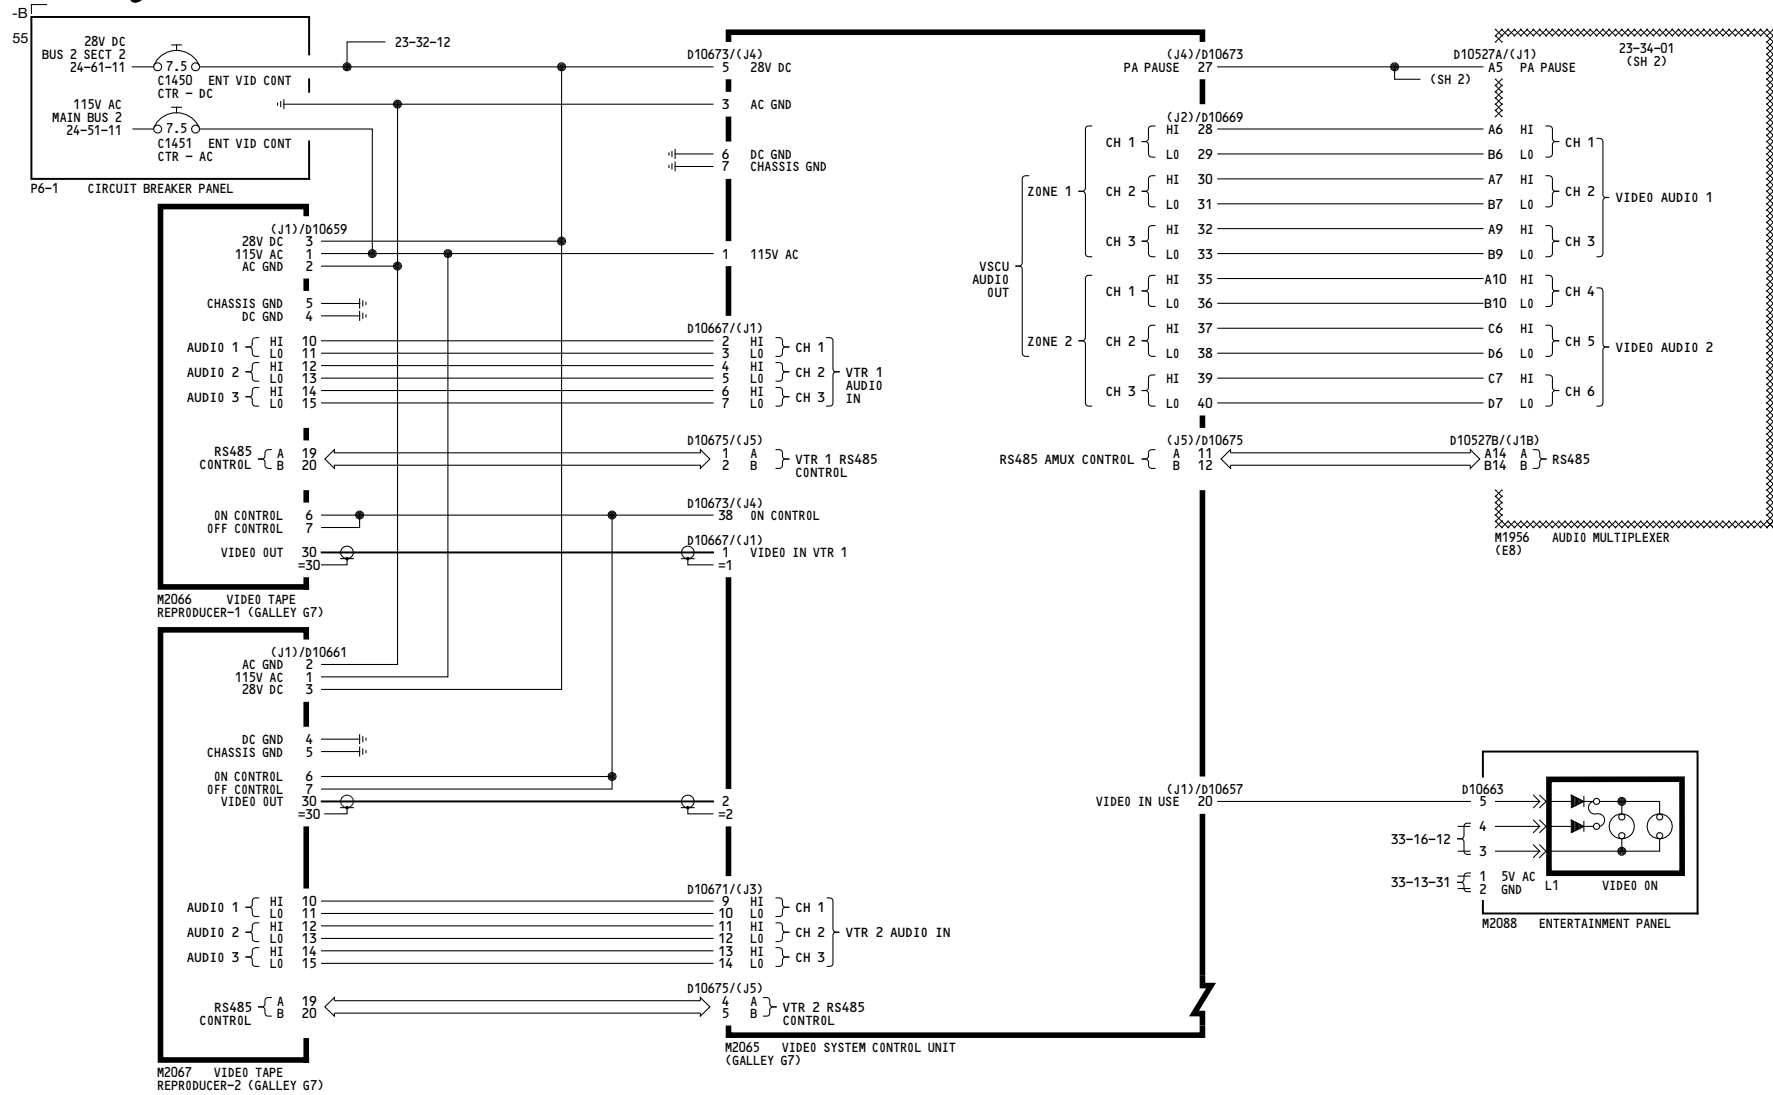 -B
55
28V DC
BUS 2 SECT 2
24-61-11
7.5
C1450 ENT VID CONT
CTR - DC
115V AC
MAIN BUS 2
24-51-11
7.5
C1451 ENT VID CONT
CTR - AC
P6-1 CIRCUIT BREAKER PANEL
23-32-12
(J1)/D10659
28V DC 3
115V AC 1
AC GND 2
CHASSIS GND 5
DC GND 4
AUDIO 1 HI 10
LO 11
AUDIO 2 HI 12
LO 13
AUDIO 3 HI 14
LO 15
RS485 CONTROL A 19
B 20
ON CONTROL 6
OFF CONTROL 7
VIDEO OUT 30
=30
M2066 VIDEO TAPE
REPRODUCER-1 (GALLEY G7)
(J1)/D10661
AC GND 2
115V AC 1
28V DC 3
DC GND 4
CHASSIS GND 5
ON CONTROL 6
OFF CONTROL 7
VIDEO OUT 30
=30
AUDIO 1 HI 10
LO 11
AUDIO 2 HI 12
LO 13
AUDIO 3 HI 14
LO 15
RS485 CONTROL A 19
B 20
M2067 VIDEO TAPE
REPRODUCER-2 (GALLEY G7)
D10673/(J4)
5 28V DC
3 AC GND
6 DC GND
7 CHASSIS GND
1 115V AC
D10667/(J1)
2 HI CH 1
3 LO
4 HI CH 2
5 LO
6 HI CH 3
7 LO
VTR 1
AUDIO
IN
D10675/(J5)
1 A VTR 1 RS485
2 B CONTROL
D10673/(J4)
38 ON CONTROL
D10667/(J1)
1 VIDEO IN VTR 1
=1
2
=2
D10671/(J3)
9 HI CH 1
10 LO
11 HI CH 2
12 LO
13 HI CH 3
14 LO
VTR 2 AUDIO IN
D10675/(J5)
4 A VTR 2 RS485
5 B CONTROL
M2065 VIDEO SYSTEM CONTROL UNIT
(GALLEY G7)
(J4)/D10673
PA PAUSE 27
(J2)/D10669
VSCU
AUDIO
OUT
ZONE 1
CH 1 HI 28
LO 29
CH 2 HI 30
LO 31
CH 3 HI 32
LO 33
ZONE 2
CH 1 HI 35
LO 36
CH 2 HI 37
LO 38
CH 3 HI 39
LO 40
(J5)/D10675
RS485 AMUX CONTROL A 11
B 12
(J1)/D10657
VIDEO IN USE 20
(SH 2)
D10527A/(J1)
A5 PA PAUSE
23-34-01
(SH 2)
A6 HI CH 1
B6 LO
A7 HI CH 2
B7 LO
A9 HI CH 3
B9 LO
VIDEO AUDIO 1
A10 HI CH 4
B10 LO
C6 HI CH 5
D6 LO
C7 HI CH 6
D7 LO
VIDEO AUDIO 2
D10527B/(J1B)
A14 A RS485
B14 B
M1956 AUDIO MULTIPLEXER
(E8)
D10663
5
33-16-12 4
3
33-13-31 1 5V AC
2 GND
L1 VIDEO ON
M2088 ENTERTAINMENT PANEL